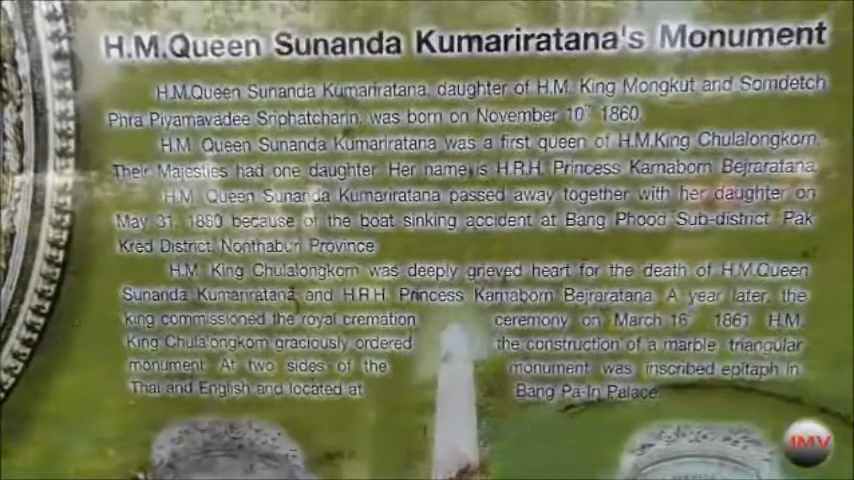 H.M.Queen Sunanda Kumariratana's Monument
H.M.Queen Sunanda Kumariratana, daughter of H.M. King Mongkut and Somdetch
Phra Piyamavadee Sriphatcharin, was born on November 10th 1860.
H.M. Queen Sunanda Kumariratana was a first queen of H.M.King Chulalongkorn.
Their Majesties had one daughter Her name is H.R.H. Princess Karnaborn Bejraratana
H.M. Queen Sunanda Kumariratana passed away together with her daughter on
May 31, 1880 because of the boat sinking accident at Bang Phood Sub-district Pak
Kred District, Nonthaburi Province
H.M. King Chulalongkorn was deeply grieved heart for the death of H.M.Queen
Sunanda Kumariratana and H.R.H. Princess Karnaborn Bejraratana. A year later, the
king commissioned the royal cremation ceremony on March 16 1861 H.M.
King Chulalongkorn graciously ordered the construction of a marble, triangular
monument. At two sides of the monument was inscribed epitaph in
Thai and English and located at Bang Pa-In Palace.
JMV